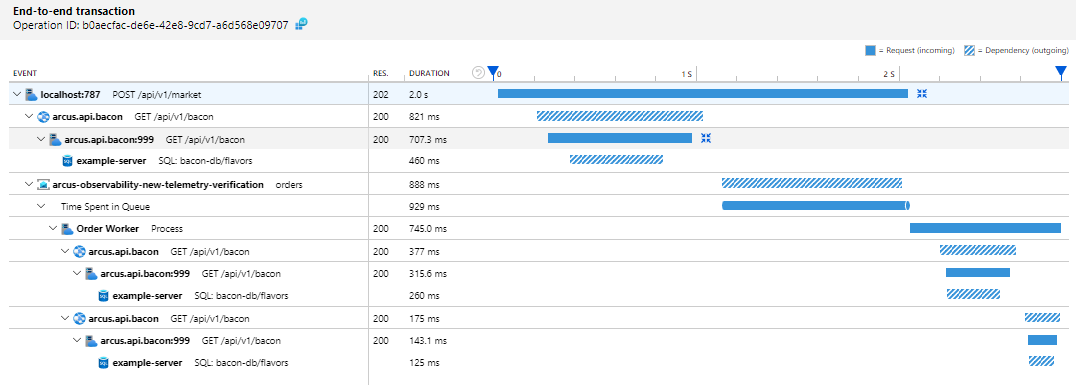 End-to-end transaction
Operation ID: b0aecfac-de6e-42e8-9cd7-a6d568e09707
= Request (incoming) = Dependency (outgoing)
EVENT RES. DURATION ? 0 1 S 2 S
localhost:787 POST /api/v1/market 202 2.0 s
arcus.api.bacon GET /api/v1/bacon 200 821 ms
arcus.api.bacon:999 GET /api/v1/bacon 200 707.3 ms
SQL example-server SQL: bacon-db/flavors 460 ms
arcus-observability-new-telemetry-verification orders 888 ms
Time Spent in Queue 929 ms
Order Worker Process 200 745.0 ms
arcus.api.bacon GET /api/v1/bacon 200 377 ms
arcus.api.bacon:999 GET /api/v1/bacon 200 315.6 ms
SQL example-server SQL: bacon-db/flavors 260 ms
arcus.api.bacon GET /api/v1/bacon 200 175 ms
arcus.api.bacon:999 GET /api/v1/bacon 200 143.1 ms
SQL example-server SQL: bacon-db/flavors 125 ms